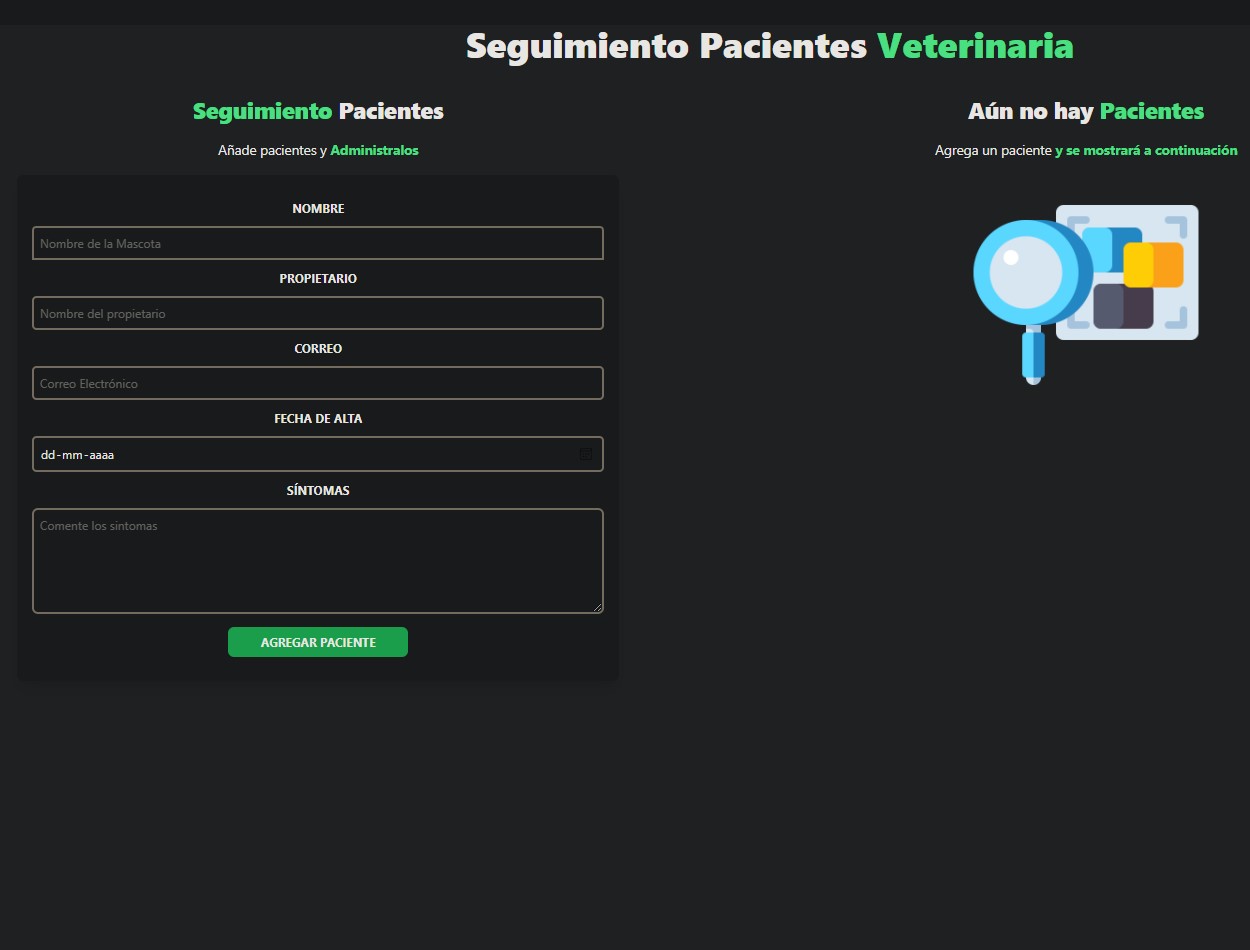 Seguimiento Pacientes Veterinaria
Seguimiento Pacientes
Añade pacientes y Administralos
NOMBRE
Nombre de la Mascota
PROPIETARIO
Nombre del propietario
CORREO
Correo Electrónico
FECHA DE ALTA
dd-mm-aaaa
SÍNTOMAS
Comente los sintomas
AGREGAR PACIENTE
Aún no hay Pacientes
Agrega un paciente y se mostrará a continuación